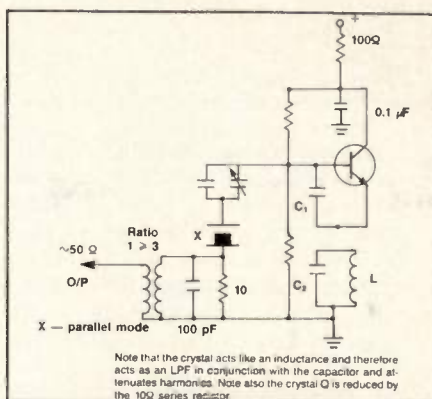 +
100Ω
0.1 µF
C1
Ratio
1 ⩾ 3
X
~50 Ω
O/P
10
C2
L
100 pF
X — parallel mode
Note that the crystal acts like an inductance and therefore
acts as an LPF in conjunction with the capacitor and at-
tenuates harmonics. Note also the crystal Q is reduced by
the 10Ω series resistor